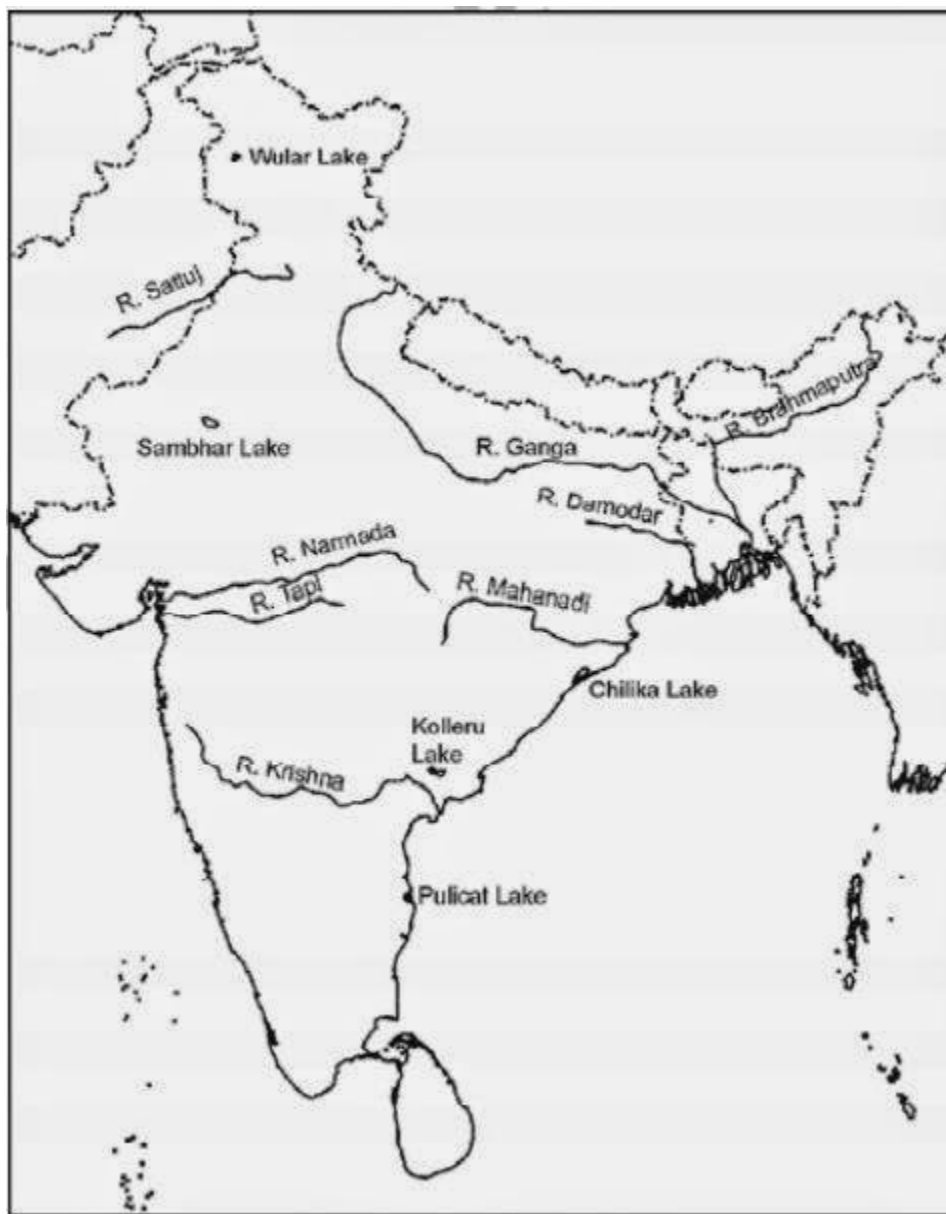 Wular Lake
R. Satluj
Sambhar Lake
R. Brahmaputra
R. Ganga
R. Damodar
R. Narmada
R. Tapi
R. Mahanadi
Chilika Lake
Kolleru
Lake
R. Krishna
Pulicat Lake